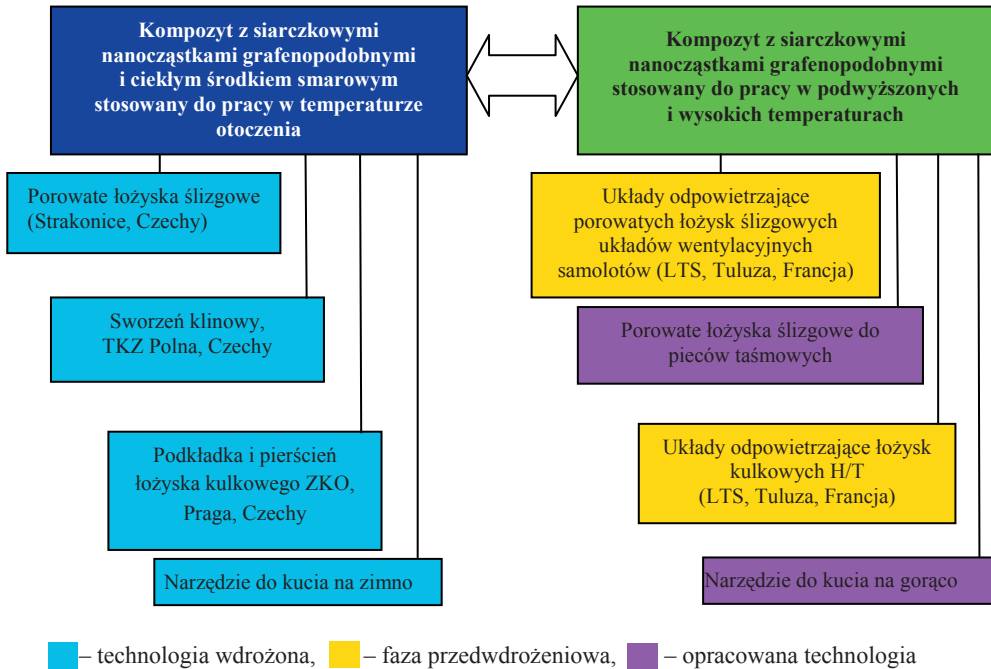 Kompozyt z siarczkowymi
nanocząstkami grafenopodobnymi
i ciekłym środkiem smarowym
stosowany do pracy w temperaturze
otoczenia
Kompozyt z siarczkowymi
nanocząstkami grafenopodobnymi
stosowany do pracy w podwyższonych
i wysokich temperaturach
Porowate łożyska ślizgowe
(Strakonice, Czechy)
Sworzeń klinowy,
TKZ Polna, Czechy
Podkładka i pierścień
łożyska kulkowego ZKO,
Praga, Czechy
Narzędzie do kucia na zimno
Układy odpowietrzające
porowatych łożysk ślizgowych
układów wentylacyjnych
samolotów (LTS, Tuluza, Francja)
Porowate łożyska ślizgowe do
pieców taśmowych
Układy odpowietrzające łożysk
kulkowych H/T
(LTS, Tuluza, Francja)
Narzędzie do kucia na gorąco
– technologia wdrożona, – faza przedwdrożeniowa, – opracowana technologia